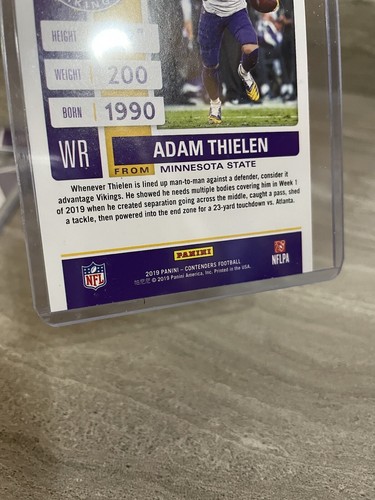 VIKINGS
HEIGHT
WEIGHT 200
BORN 1990
WR ADAM THIELEN
FROM MINNESOTA STATE
Whenever Thielen is lined up man-to-man against a defender, consider it
advantage Vikings. He showed he needs multiple bodies covering him in Week 1
of 2019 when he created separation going across the middle, caught a pass, shed
a tackle, then powered into the end zone for a 23-yard touchdown vs. Atlanta.
PANINI
NFL
NFLPA
2019 PANINI – CONTENDERS FOOTBALL
© 2019 Panini America, Inc. Printed in the USA.